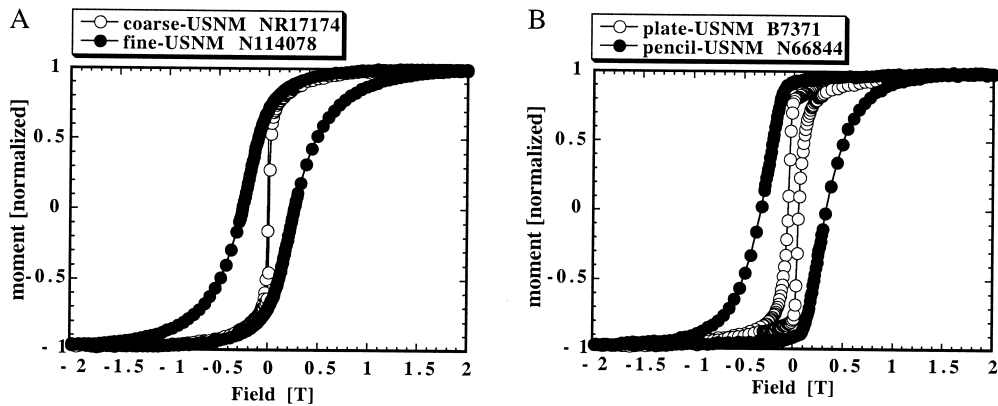 A
coarse-USNM NR17174
fine-USNM N114078
moment [normalized]
1
0.5
0
- 0.5
- 1
- 2
- 1.5
- 1
- 0.5
0
0.5
1
1.5
2
Field [T]
B
plate-USNM B7371
pencil-USNM N66844
moment [normalized]
1
0.5
0
- 0.5
- 1
- 2
- 1.5
- 1
- 0.5
0
0.5
1
1.5
2
Field [T]